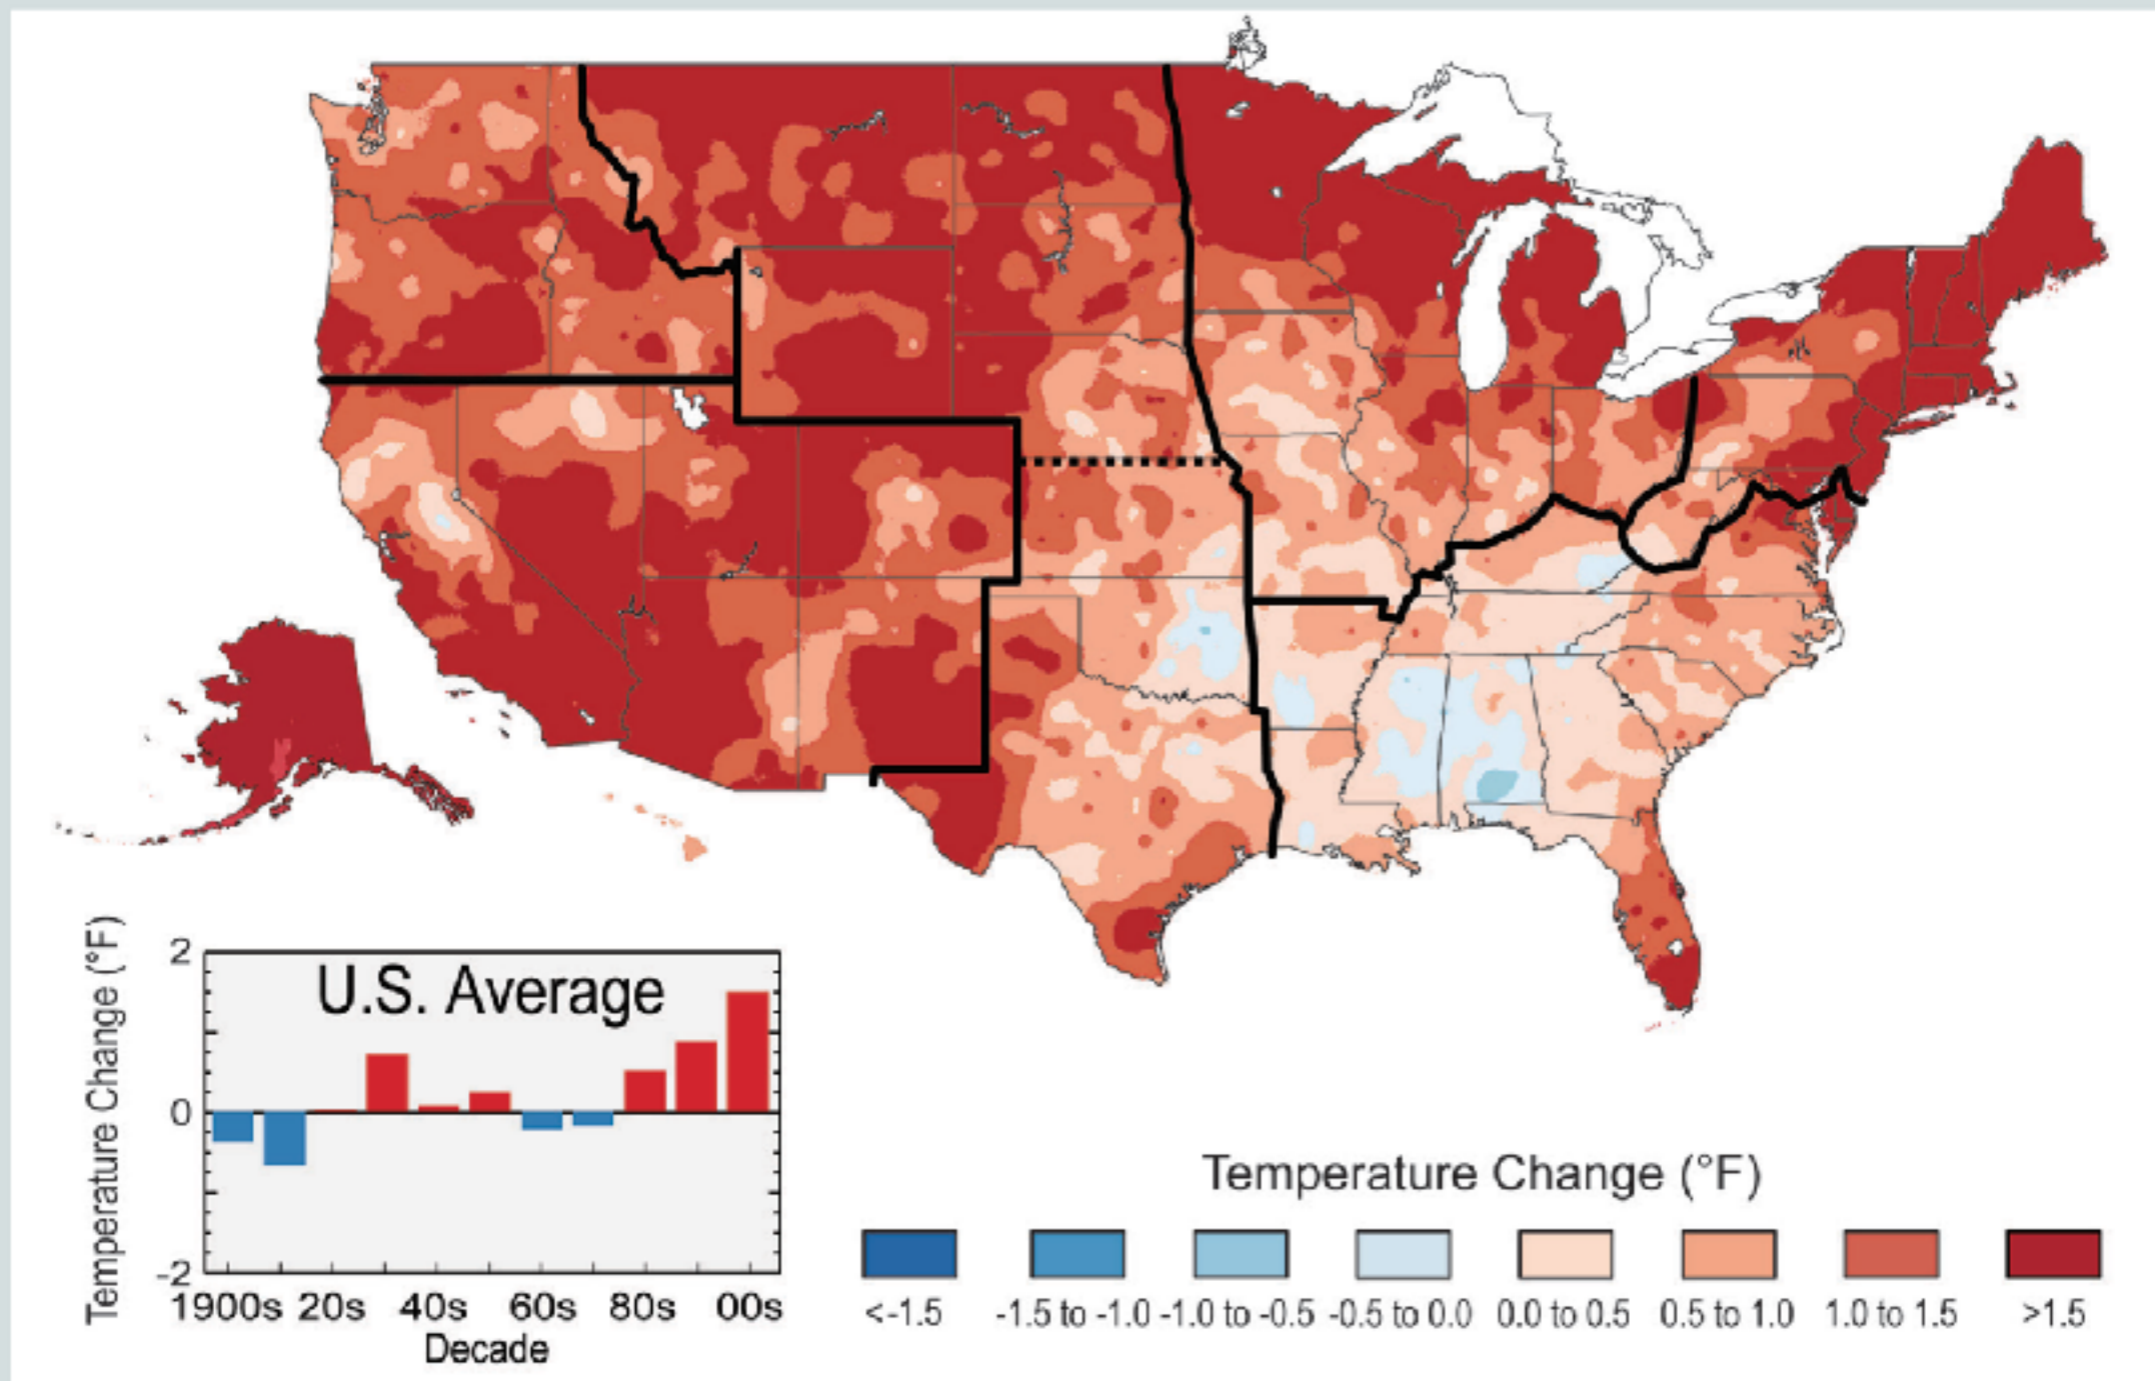 U.S. Average
Temperature Change (°F)
2
0
-2
1900s 20s 40s 60s 80s 00s
Decade
Temperature Change (°F)
<-1.5 -1.5 to -1.0 -1.0 to -0.5 -0.5 to 0.0 0.0 to 0.5 0.5 to 1.0 1.0 to 1.5 >1.5